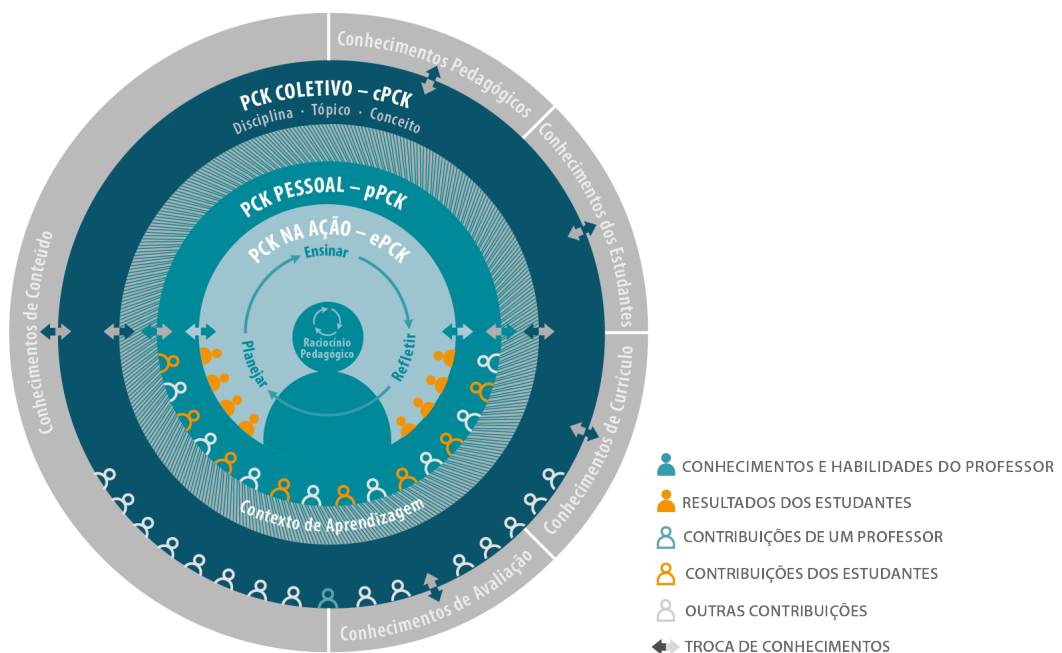 Conhecimentos Pedagógicos
Conhecimentos dos Estudantes
Conhecimentos de Currículo
Conhecimentos de Avaliação
Conhecimentos de Conteúdo
PCK COLETIVO – cPCK
Disciplina · Tópico · Conceito
PCK PESSOAL – pPCK
PCK NA AÇÃO – ePCK
Ensinar
Refletir
Planejar
Raciocínio
Pedagógico
Contexto de Aprendizagem
CONHECIMENTOS E HABILIDADES DO PROFESSOR
RESULTADOS DOS ESTUDANTES
CONTRIBUIÇÕES DE UM PROFESSOR
CONTRIBUIÇÕES DOS ESTUDANTES
OUTRAS CONTRIBUIÇÕES
TROCA DE CONHECIMENTOS